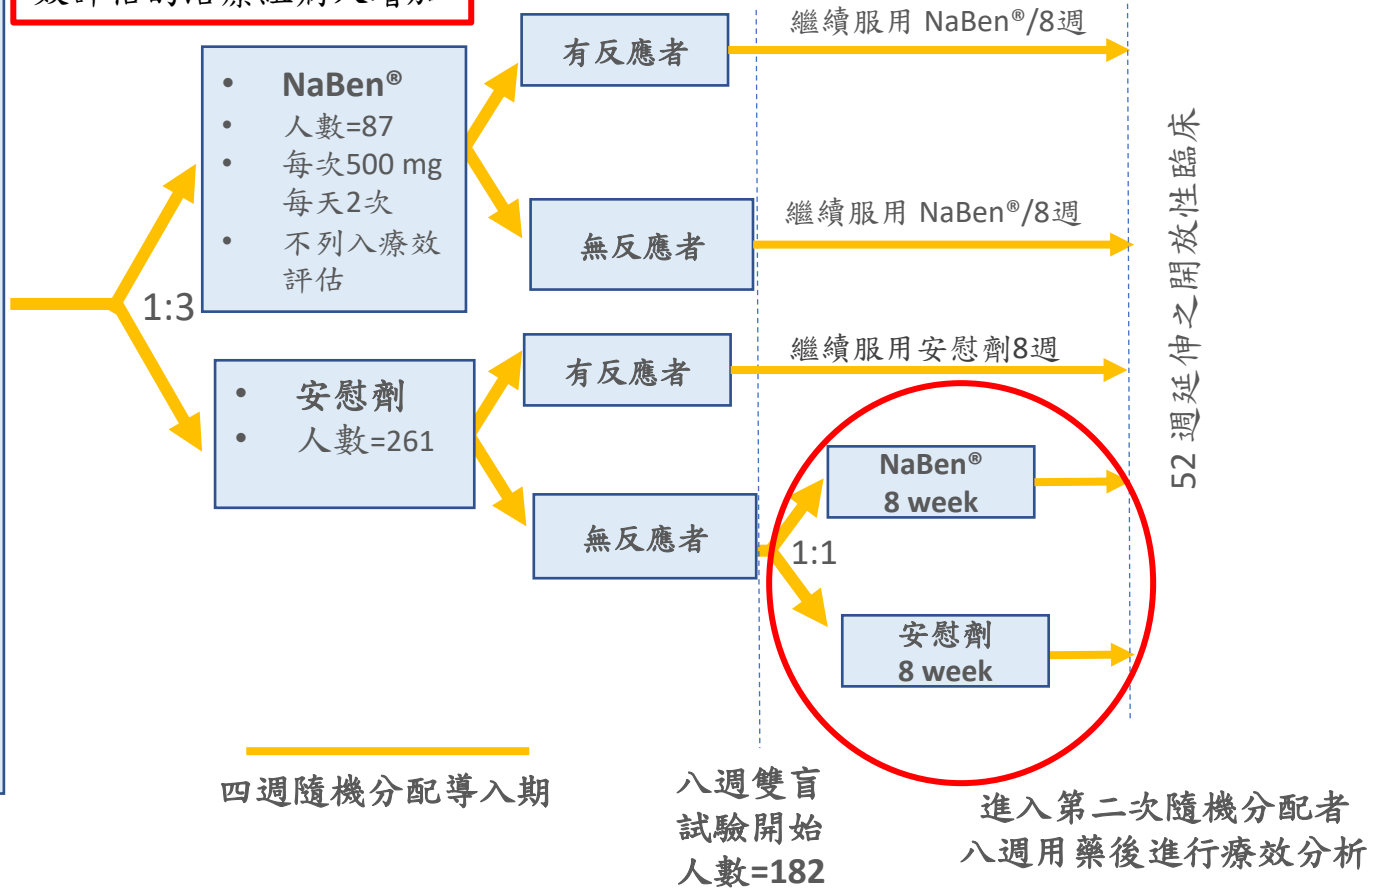 繼續服用 NaBen®/8週
有反應者
• NaBen®
• 人數=87
• 每次500 mg
每天2次
• 不列入療效
評估
無反應者
繼續服用 NaBen®/8週
1:3
• 安慰劑
• 人數=261
有反應者
繼續服用安慰劑8週
無反應者
1:1
NaBen®
8 week
安慰劑
8 week
52 週延伸之開放性臨床
四週隨機分配導入期
八週雙盲
試驗開始
人數=182
進入第二次隨機分配者
八週用藥後進行療效分析